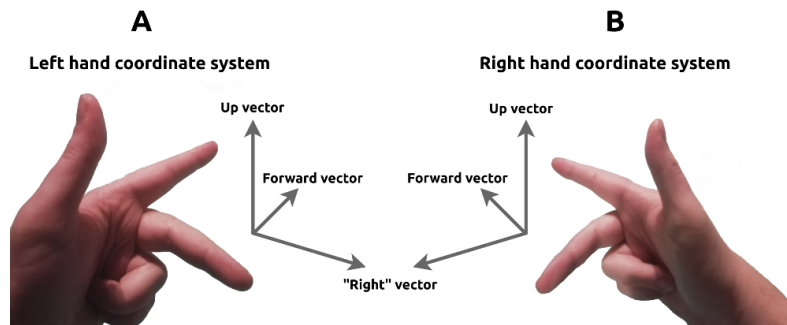 A
B
Left hand coordinate system
Right hand coordinate system
Up vector
Up vector
Forward vector
Forward vector
"Right" vector